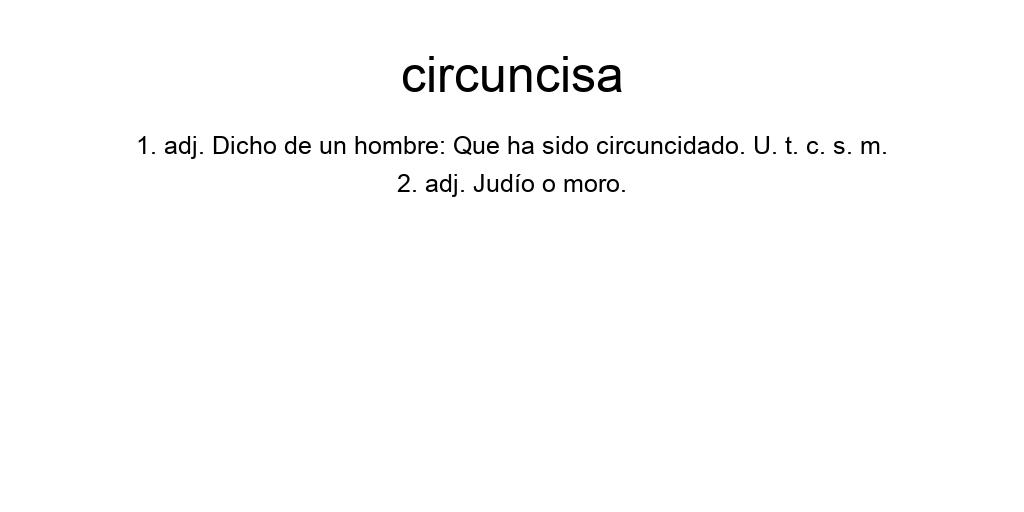 circuncisa
1. adj. Dicho de un hombre: Que ha sido circuncidado. U. t. c. s. m.
2. adj. Judío o moro.